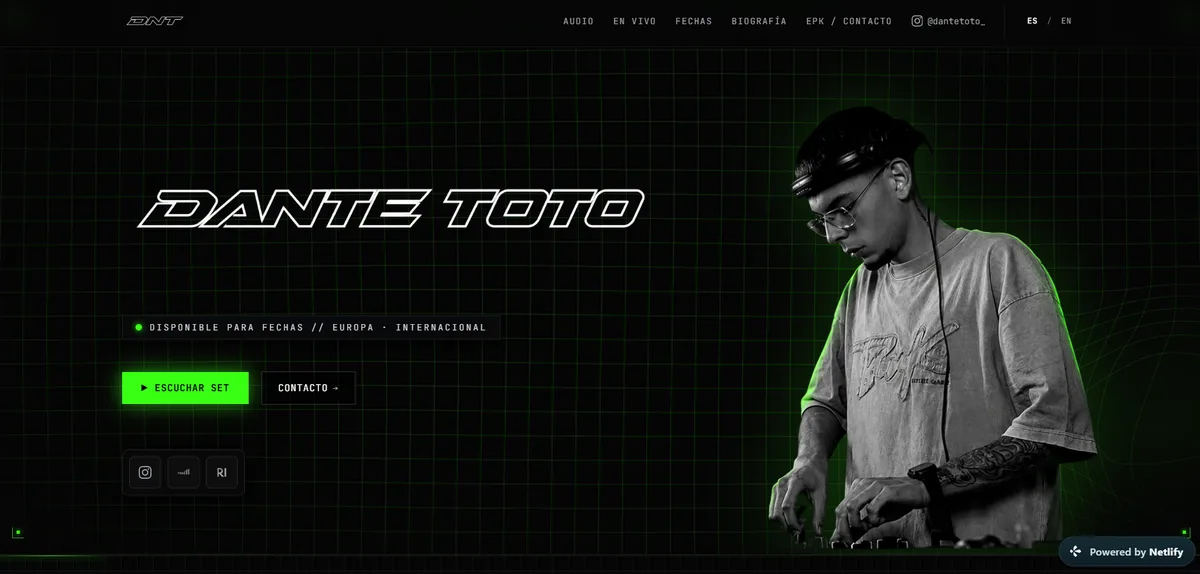 DNT
AUDIO EN VIVO FECHAS BIOGRAFÍA EPK / CONTACTO @dantetoto_ ES / EN
DANTE TOTO
DISPONIBLE PARA FECHAS // EUROPA · INTERNACIONAL
▶ ESCUCHAR SET
CONTACTO →
RI
Powered by Netlify